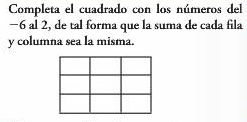 Completa el cuadrado con los números del
−6 al 2, de tal forma que la suma de cada fila
y columna sea la misma.